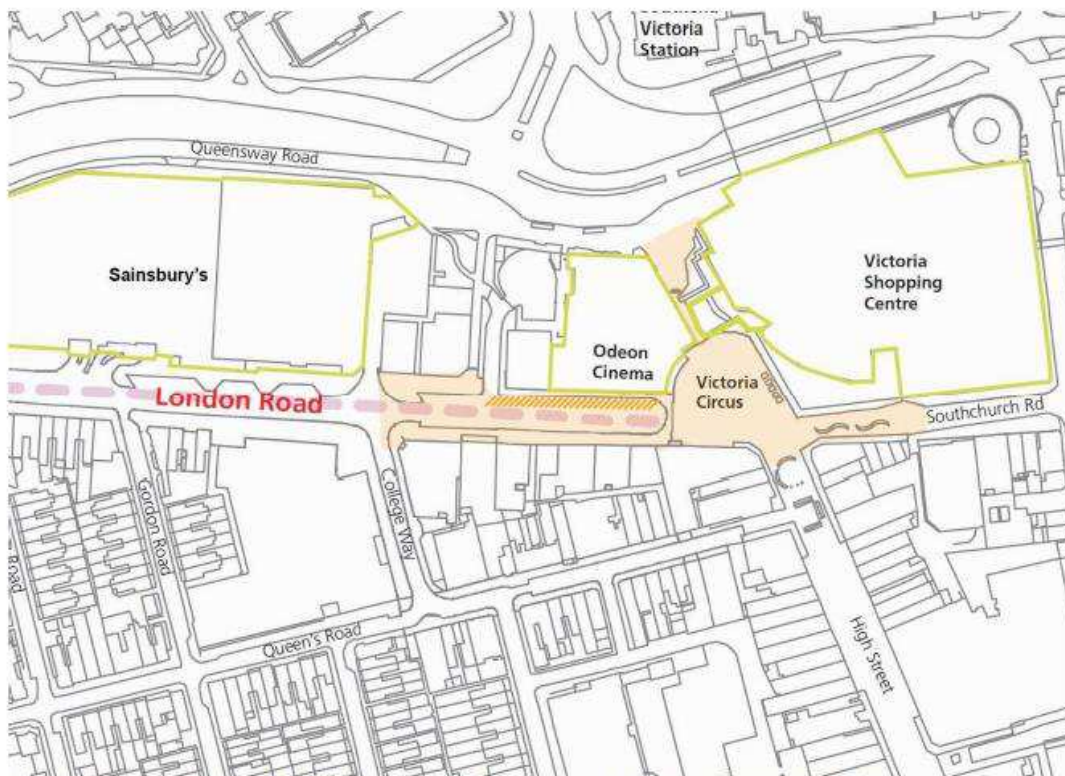 Victoria
Station
Queensway Road
Sainsbury's
Victoria
Shopping
Centre
Odeon
Cinema
Victoria
Circus
London Road
Southchurch Rd
Gordon Road
College Way
Road
Queen's Road
High Street